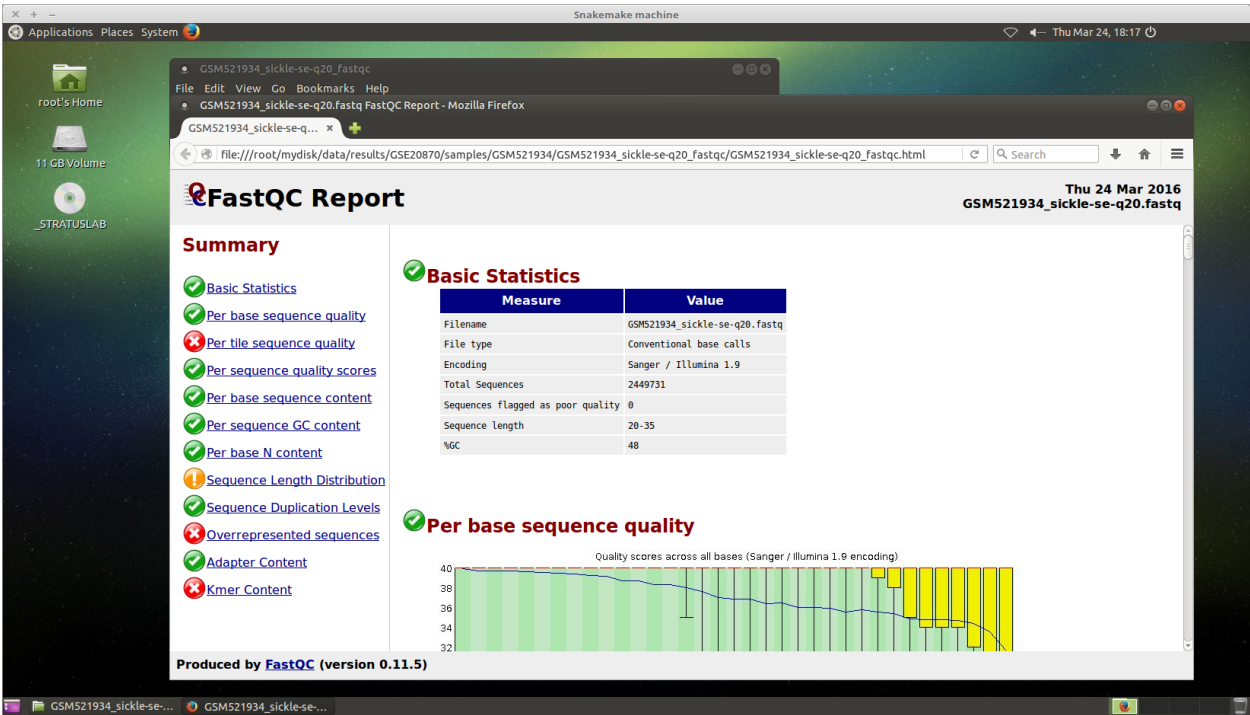 Snakemake machine
Applications Places System
Thu Mar 24, 18:17
root's Home
11 GB Volume
_STRATUSLAB
GSM521934_sickle-se-q20_fastqc
File Edit View Go Bookmarks Help
GSM521934_sickle-se-q20.fastq FastQC Report - Mozilla Firefox
GSM521934_sickle-se-q...
file:///root/mydisk/data/results/GSE20870/samples/GSM521934/GSM521934_sickle-se-q20_fastqc/GSM521934_sickle-se-q20_fastqc.html
Search
FastQC Report
Thu 24 Mar 2016
GSM521934_sickle-se-q20.fastq
Summary
Basic Statistics
Per base sequence quality
Per tile sequence quality
Per sequence quality scores
Per base sequence content
Per sequence GC content
Per base N content
Sequence Length Distribution
Sequence Duplication Levels
Overrepresented sequences
Adapter Content
Kmer Content
Basic Statistics
Measure Value
Filename GSM521934_sickle-se-q20.fastq
File type Conventional base calls
Encoding Sanger / Illumina 1.9
Total Sequences 2449731
Sequences flagged as poor quality 0
Sequence length 20-35
%GC 48
Per base sequence quality
Quality scores across all bases (Sanger / Illumina 1.9 encoding)
40
38
36
34
32
Produced by FastQC (version 0.11.5)
GSM521934_sickle-se-...
GSM521934_sickle-se-...